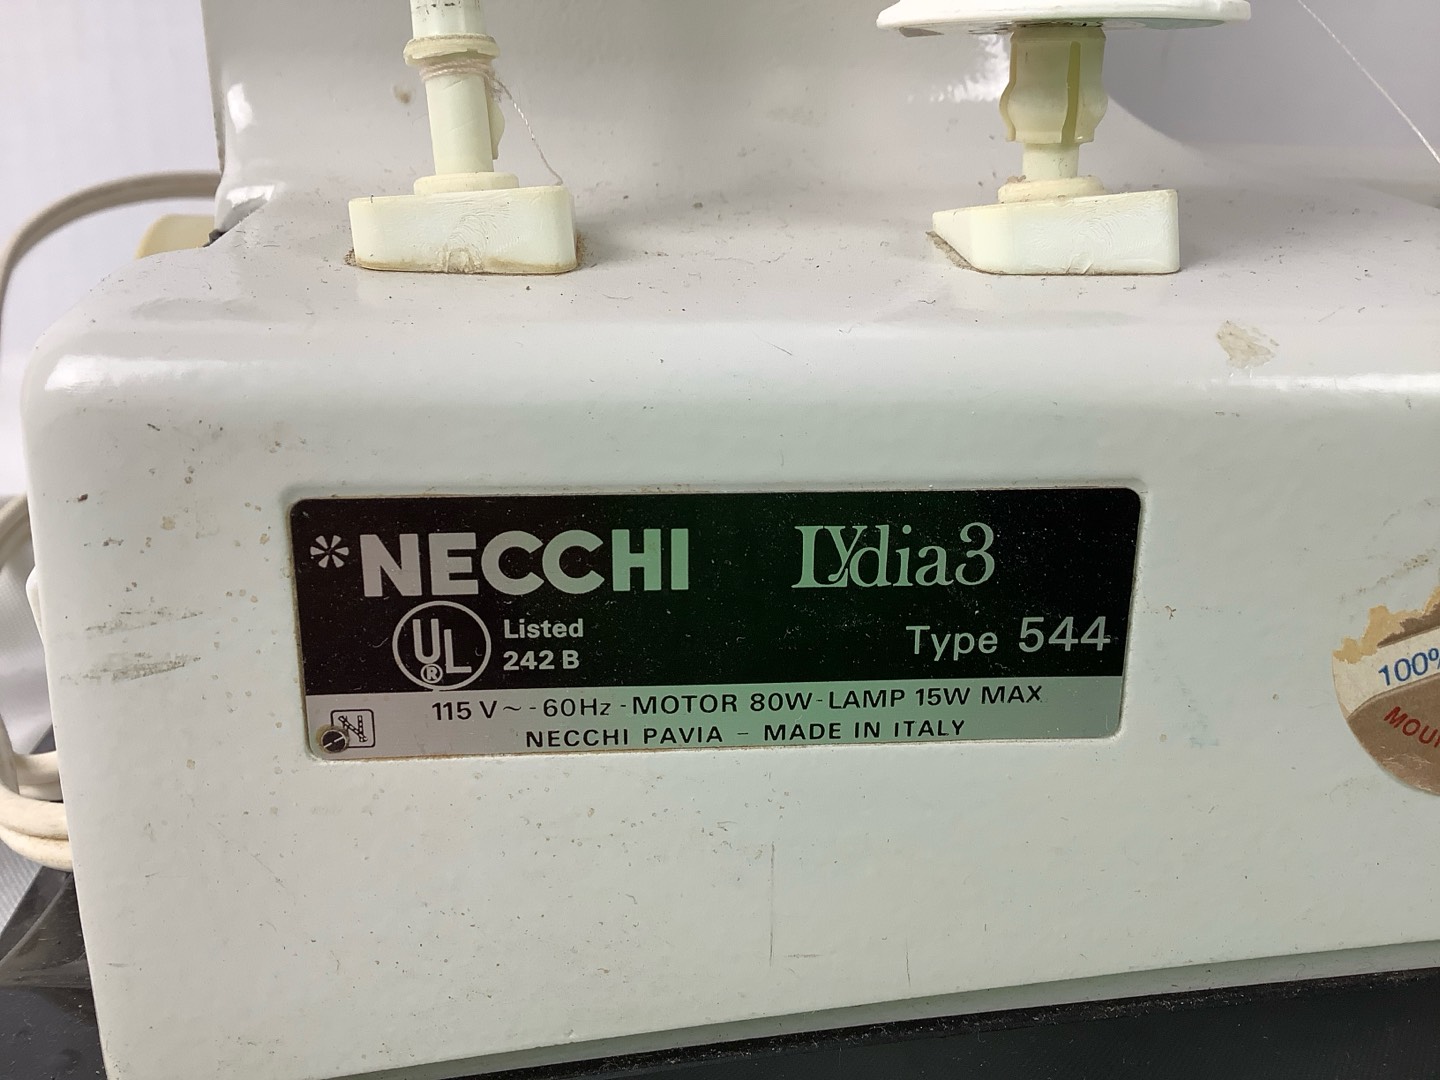 *NECCHI LYdia3
UL® Listed
242 B
Type 544
115 V ~ - 60Hz - MOTOR 80W - LAMP 15W MAX
NECCHI PAVIA – MADE IN ITALY
100%